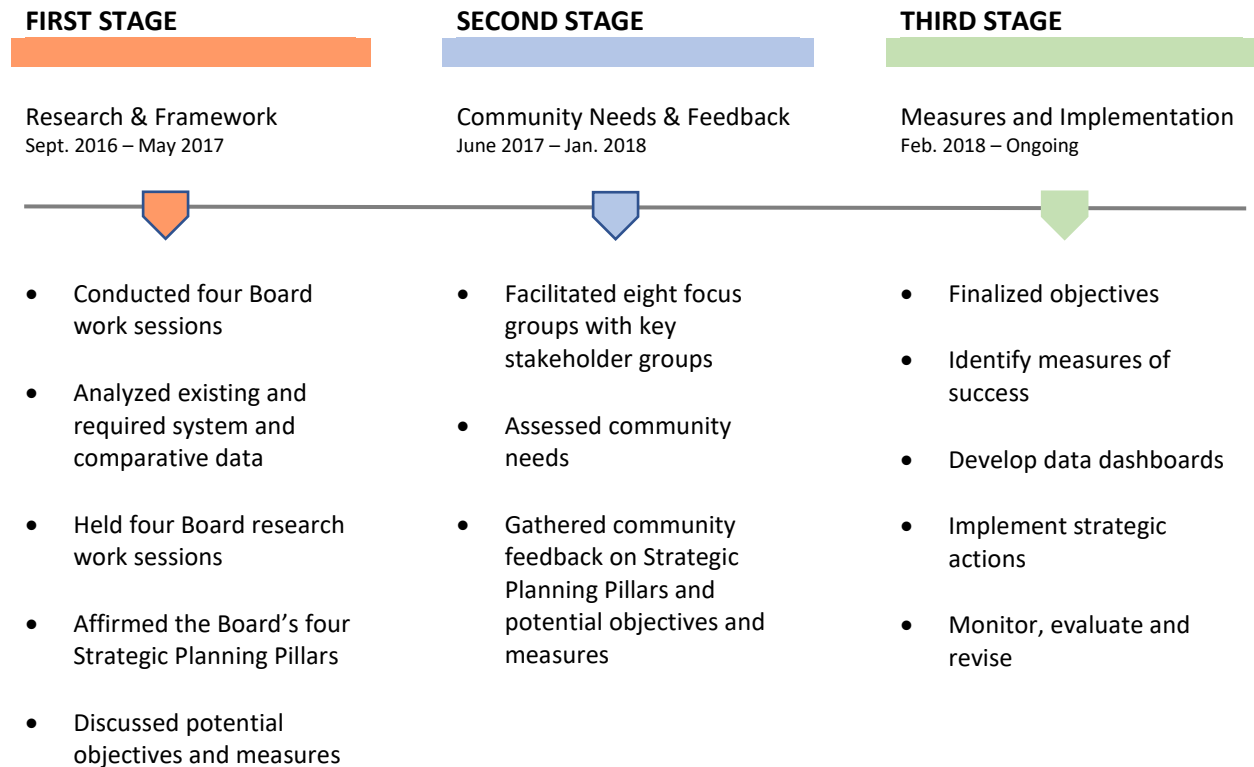 FIRST STAGE
Research & Framework
Sept. 2016 – May 2017
• Conducted four Board
work sessions
• Analyzed existing and
required system and
comparative data
• Held four Board research
work sessions
• Affirmed the Board’s four
Strategic Planning Pillars
• Discussed potential
objectives and measures
SECOND STAGE
Community Needs & Feedback
June 2017 – Jan. 2018
• Facilitated eight focus
groups with key
stakeholder groups
• Assessed community
needs
• Gathered community
feedback on Strategic
Planning Pillars and
potential objectives and
measures
THIRD STAGE
Measures and Implementation
Feb. 2018 – Ongoing
• Finalized objectives
• Identify measures of
success
• Develop data dashboards
• Implement strategic
actions
• Monitor, evaluate and
revise